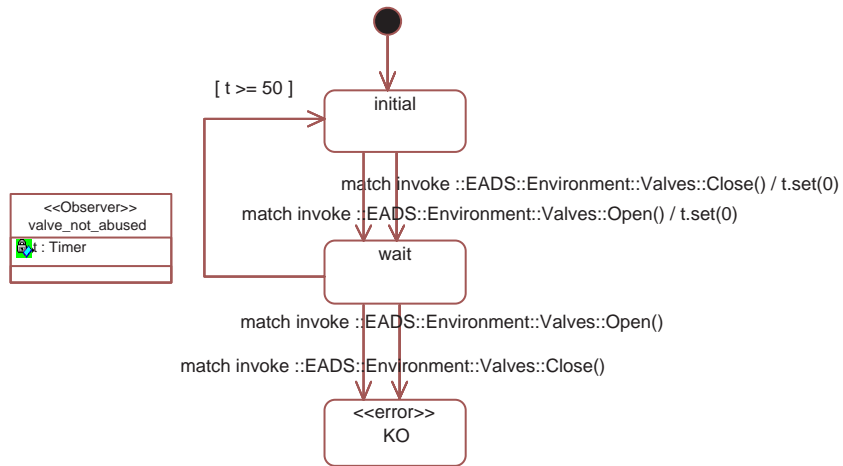 [ t >= 50 ]
initial
match invoke ::EADS::Environment::Valves::Close() / t.set(0)
match invoke ::EADS::Environment::Valves::Open() / t.set(0)
<<Observer>>
valve_not_abused
t : Timer
wait
match invoke ::EADS::Environment::Valves::Open()
match invoke ::EADS::Environment::Valves::Close()
<<error>>
KO